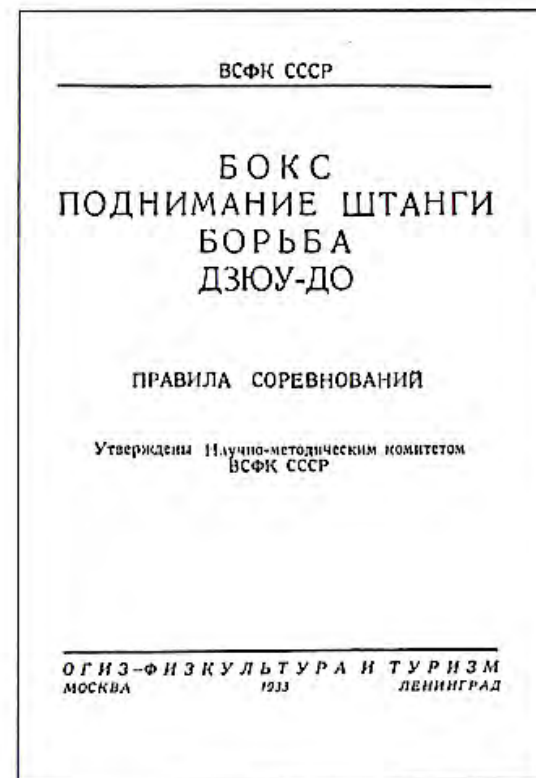 ВСФК СССР
БОКС
ПОДНИМАНИЕ ШТАНГИ
БОРЬБА
ДЗЮУ-ДО
ПРАВИЛА СОРЕВНОВАНИЙ
Утверждены Научно-методическим комитетом
ВСФК СССР
ОГИЗ-ФИЗКУЛЬТУРА И ТУРИЗМ
МОСКВА 1933 ЛЕНИНГРАД